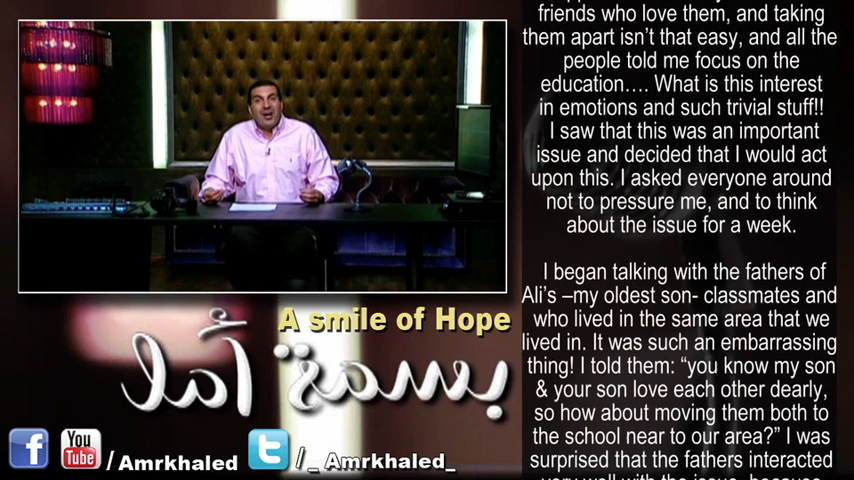 friends who love them, and taking
them apart isn't that easy, and all the
people told me focus on the
education.... What is this interest
in emotions and such trivial stuff!!
I saw that this was an important
issue and decided that I would act
upon this. I asked everyone around
not to pressure me, and to think
about the issue for a week.
I began talking with the fathers of
Ali's –my oldest son- classmates and
who lived in the same area that we
lived in. It was such an embarrassing
thing! I told them: “you know my son
& your son love each other dearly,
so how about moving them both to
the school near to our area?” I was
surprised that the fathers interacted
very well with the issue, because
A smile of Hope
بسمة أمل
f You Tube /Amrkhaled t /_Amrkhaled_